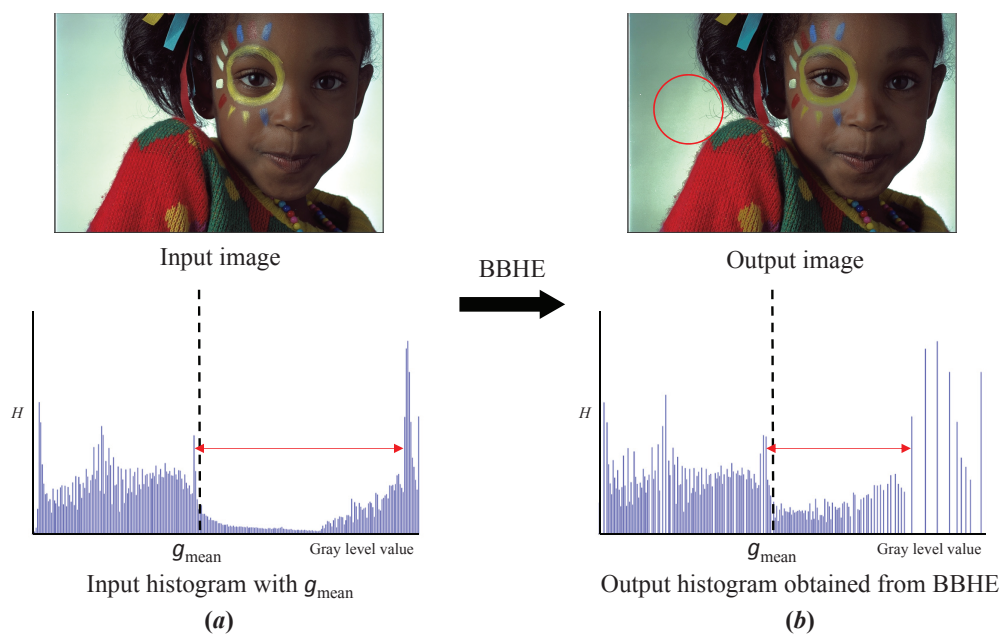 Input image
BBHE
Output image
H
g_mean
Gray level value
Input histogram with g_mean
(a)
H
g_mean
Gray level value
Output histogram obtained from BBHE
(b)